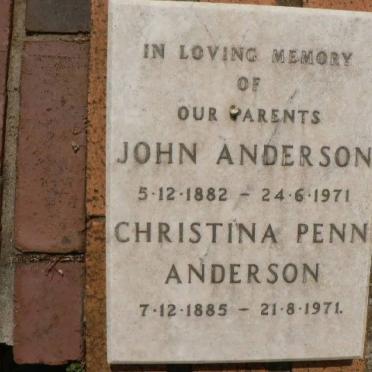 IN LOVING MEMORY
OF
OUR PARENTS
JOHN ANDERSON
5·12·1882 – 24·6·1971
CHRISTINA PENN
ANDERSON
7·12·1885 – 21·8·1971.